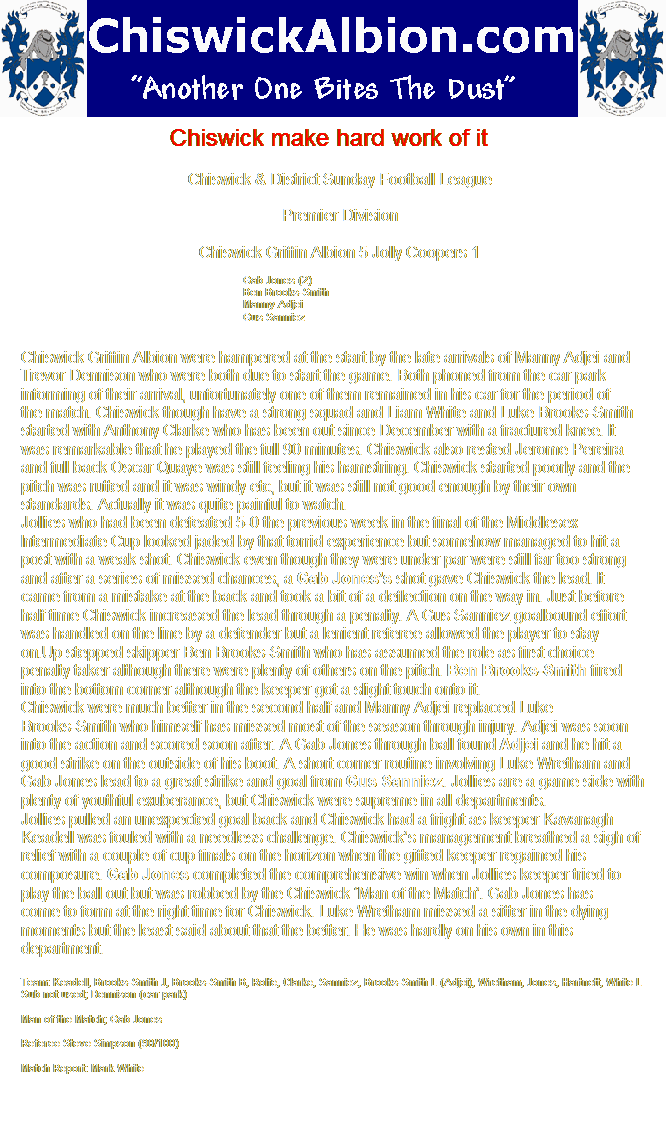 ChiswickAlbion.com
"Another One Bites The Dust"
Chiswick make hard work of it
Chiswick & District Sunday Football League
Premier Division
Chiswick Griffin Albion 5 Jolly Coopers 1
Gab Jones (2)
Ben Brooks-Smith
Manny Adjei
Gus Sanniez
Chiswick Griffin Albion were hampered at the start by the late arrivals of Manny Adjei and
Trevor Dennison who were both due to start the game. Both phoned from the car park
informing of their arrival, unfortunately one of them remained in his car for the period of
the match. Chiswick though have a strong squad and Liam White and Luke Brooks-Smith
started with Anthony Clarke who has been out since December with a fractured knee. It
was remarkable that he played the full 90 minutes. Chiswick also rested Jerome Pereira
and full back Oscar Quaye was still feeling his hamstring. Chiswick started poorly and the
pitch was rutted and it was windy etc, but it was still not good enough by their own
standards. Actually it was quite painful to watch.
Jollies who had been defeated 5-0 the previous week in the final of the Middlesex
Intermediate Cup looked jaded by that torrid experience but somehow managed to hit a
post with a weak shot. Chiswick even though they were under par were still far too strong
and after a series of missed chances, a Gab Jones's shot gave Chiswick the lead. It
came from a mistake at the back and took a bit of a deflection on the way in. Just before
half time Chiswick increased the lead through a penalty. A Gus Sanniez goalbound effort
was handled on the line by a defender but a lenient referee allowed the player to stay
on.Up stepped skipper Ben Brooks-Smith who has assumed the role as first choice
penalty taker although there were plenty of others on the pitch. Ben Brooks-Smith fired
into the bottom corner although the keeper got a slight touch onto it.
Chiswick were much better in the second half and Manny Adjei replaced Luke
Brooks-Smith who himself has missed most of the season through injury. Adjei was soon
into the action and scored soon after. A Gab Jones through ball found Adjei and he hit a
good strike on the outside of his boot. A short corner routine involving Luke Wretham and
Gab Jones lead to a great strike and goal from Gus Sanniez. Jollies are a game side with
plenty of youthful exuberance, but Chiswick were supreme in all departments.
Jollies pulled an unexpected goal back and Chiswick had a fright as keeper Kavanagh
Keadell was fouled with a needless challenge. Chiswick's management breathed a sigh of
relief with a couple of cup finals on the horizon when the gifted keeper regained his
composure. Gab Jones completed the comprehensive win when Jollies keeper tried to
play the ball out but was robbed by the Chiswick 'Man of the Match'. Gab Jones has
come to form at the right time for Chiswick. Luke Wretham missed a sitter in the dying
moments but the least said about that the better. He was hardly on his own in this
department.
Team: Keadell, Brooks-Smith J, Brooks-Smith B, Rolfe, Clarke, Sanniez, Brooks-Smith L (Adjei), Wretham, Jones, Hartnett, White L
Sub not used; Dennison (car park)
Man of the Match; Gab Jones
Referee Steve Simpson
Match Report: Mark White